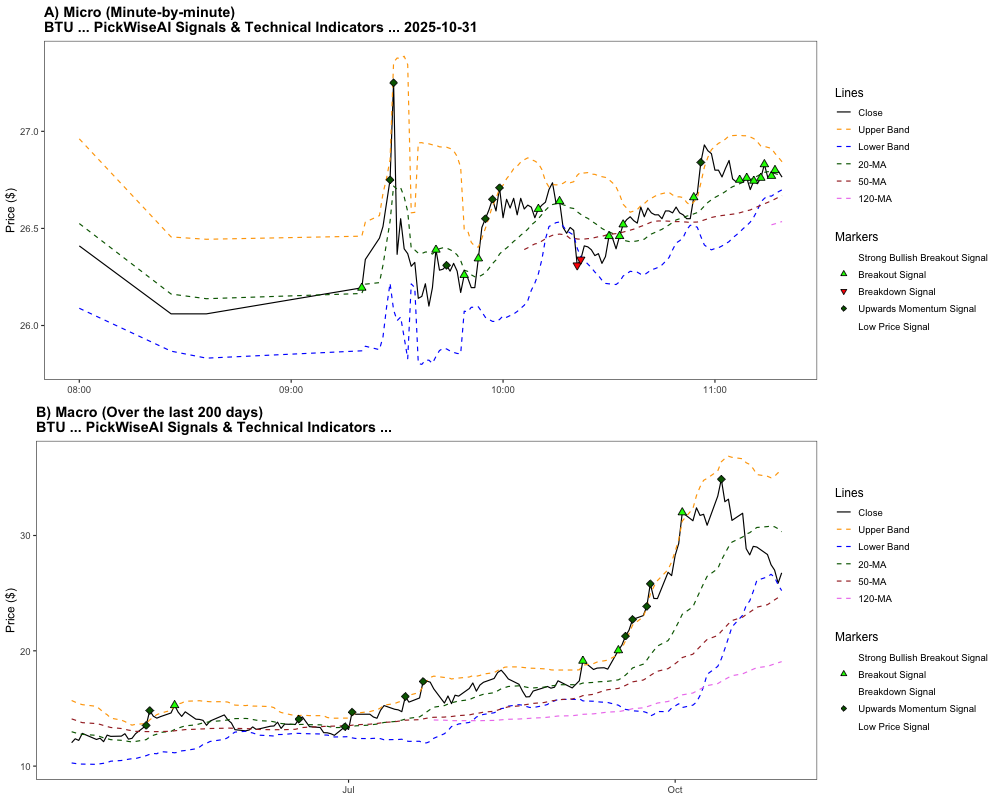 A) Micro (Minute-by-minute)
BTU ... PickWiseAI Signals & Technical Indicators ... 2025-10-31
Price ($)
27.0
26.5
26.0
08:00
09:00
10:00
11:00
Lines
Close
Upper Band
Lower Band
20-MA
50-MA
120-MA
Markers
Strong Bullish Breakout Signal
Breakout Signal
Breakdown Signal
Upwards Momentum Signal
Low Price Signal
B) Macro (Over the last 200 days)
BTU ... PickWiseAI Signals & Technical Indicators ...
Price ($)
30
20
10
Jul
Oct
Lines
Close
Upper Band
Lower Band
20-MA
50-MA
120-MA
Markers
Strong Bullish Breakout Signal
Breakout Signal
Breakdown Signal
Upwards Momentum Signal
Low Price Signal